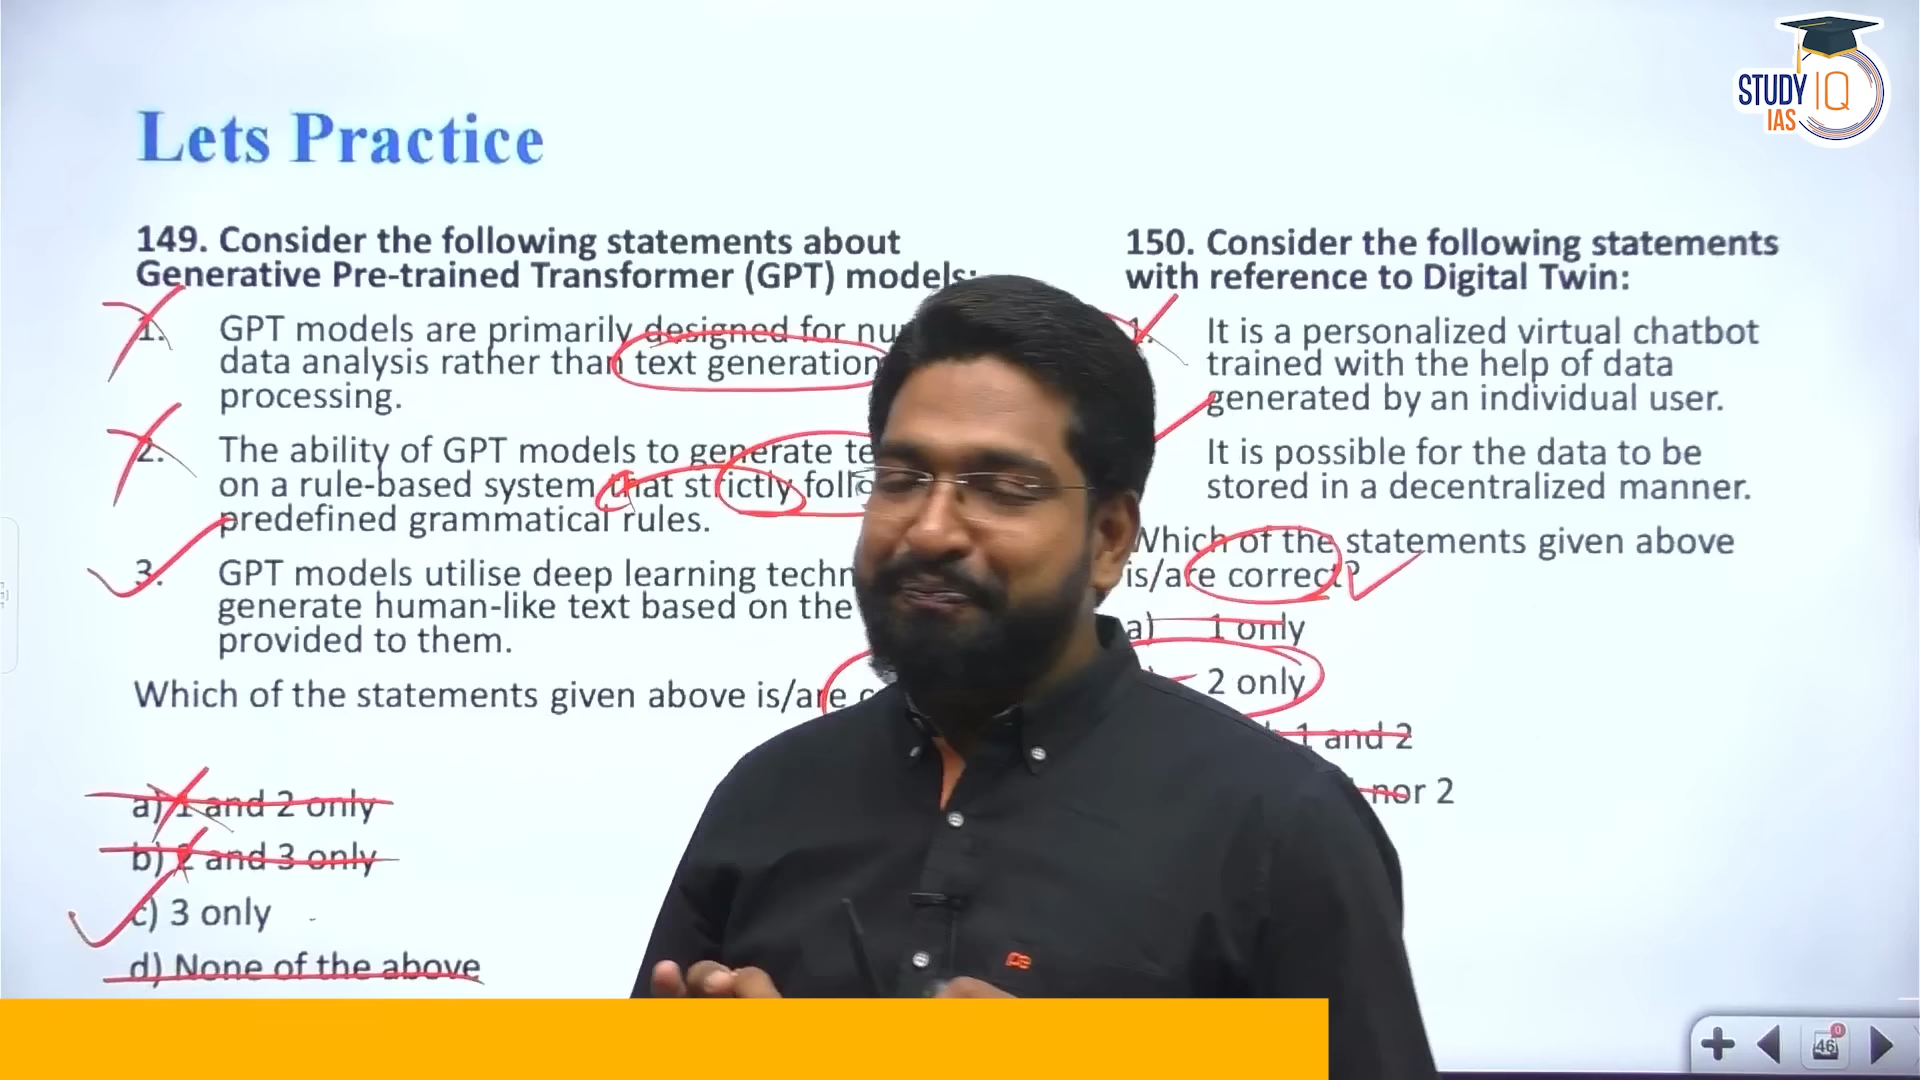 STUDY IQ
IAS
Lets Practice
149. Consider the following statements about
Generative Pre-trained Transformer (GPT) models:
1. GPT models are primarily designed for
data analysis rather than text generation
processing.
2. The ability of GPT models to generate
on a rule-based system that strictly
predefined grammatical rules.
3. GPT models utilise deep learning
generate human-like text based on the
provided to them.
Which of the statements given above is/are
a) 1 and 2 only
b) 2 and 3 only
c) 3 only
d) None of the above
150. Consider the following statements
with reference to Digital Twin:
1. It is a personalized virtual chatbot
trained with the help of data
generated by an individual user.
It is possible for the data to be
stored in a decentralized manner.
Which of the statements given above
is/are correct?
a) 1 only
2 only
1 and 2
nor 2
46
0